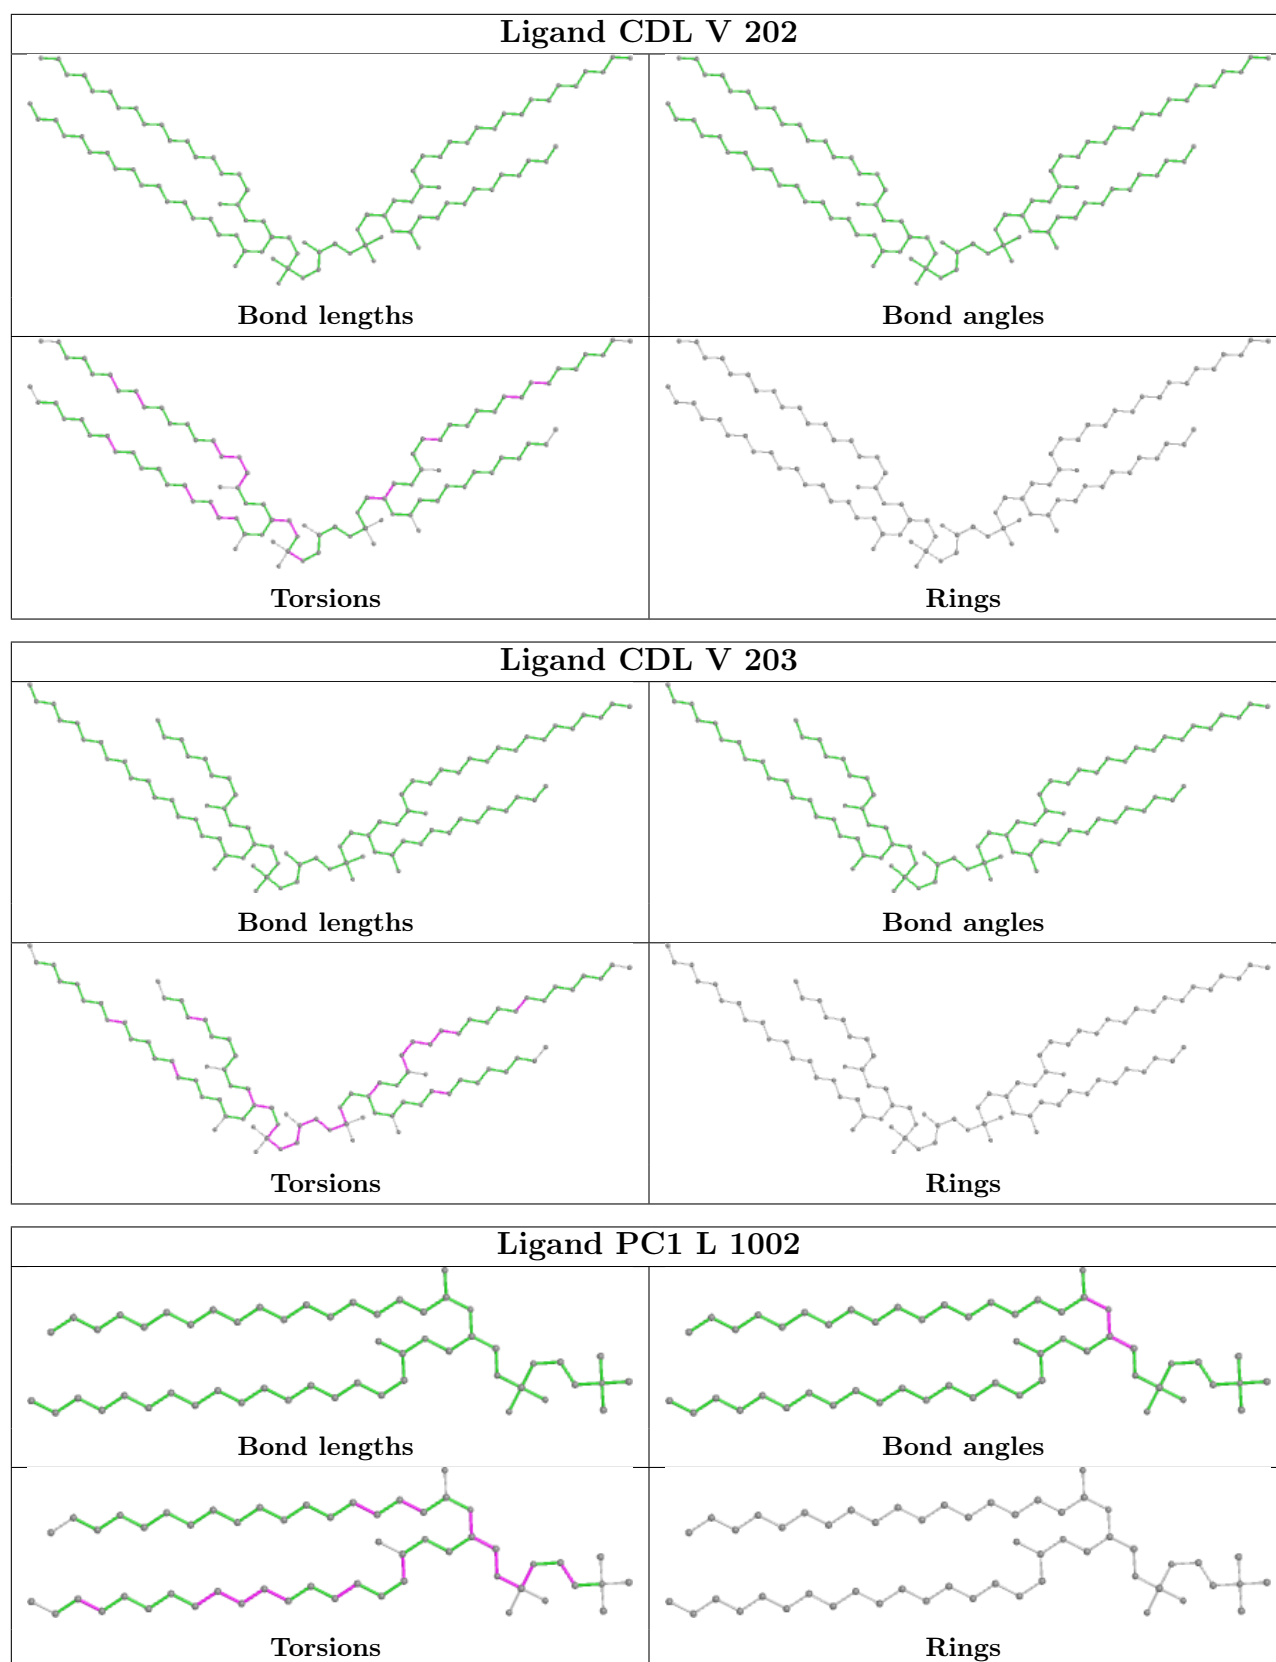 Ligand CDL V 202
Bond lengths
Bond angles
Torsions
Rings
Ligand CDL V 203
Bond lengths
Bond angles
Torsions
Rings
Ligand PC1 L 1002
Bond lengths
Bond angles
Torsions
Rings